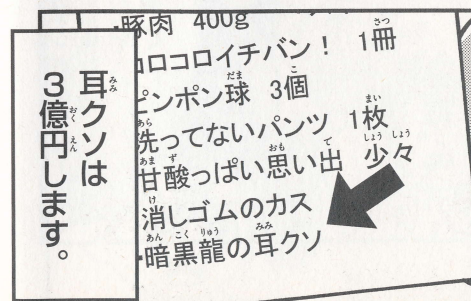 ・豚肉 400g
コロコロイチバン！ 1冊
ピンポン球 3個
洗ってないパンツ 1枚
甘酸っぱい思い出 少々
消しゴムのカス
・暗黒龍の耳クソ
耳クソは
3億円します。